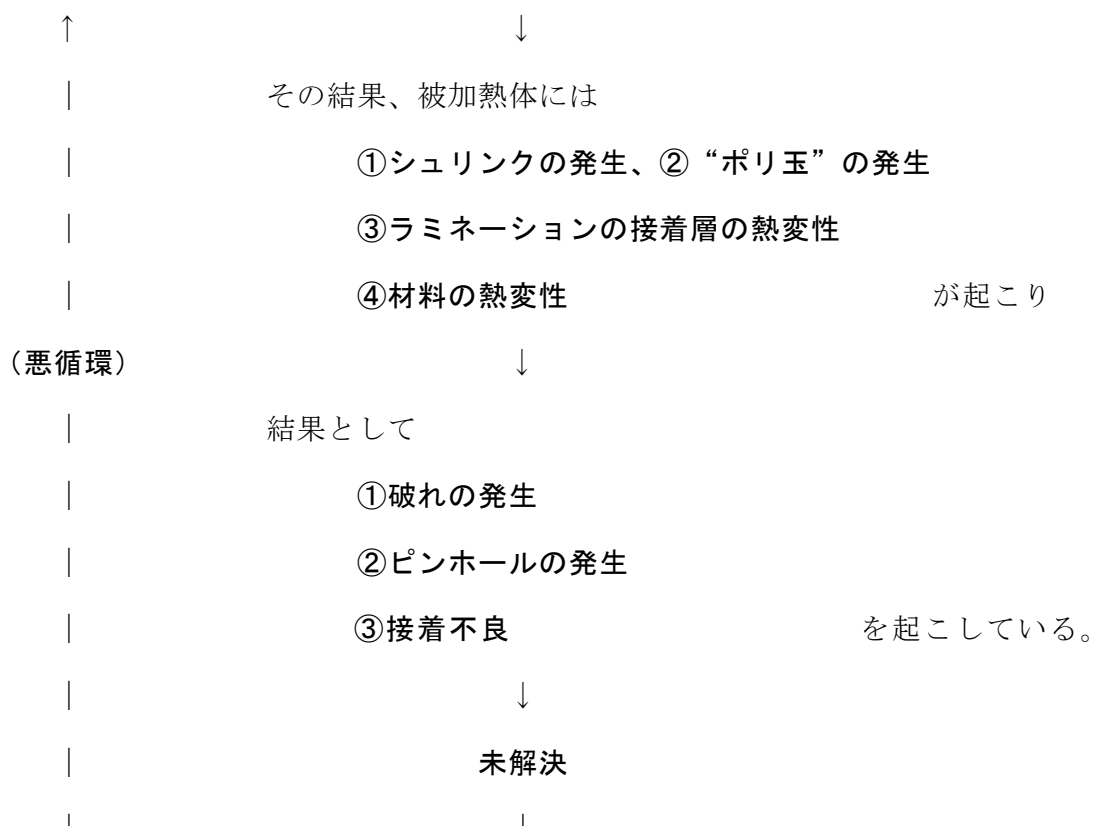 ↑ ↓
| その結果、被加熱体には
| ①シュリンクの発生、②“ポリ玉”の発生
| ③ラミネーションの接着層の熱変性
| ④材料の熱変性 が起こり
(悪循環) ↓
| 結果として
| ①破れの発生
| ②ピンホールの発生
| ③接着不良 を起こしている。
| ↓
| 未解決
| |